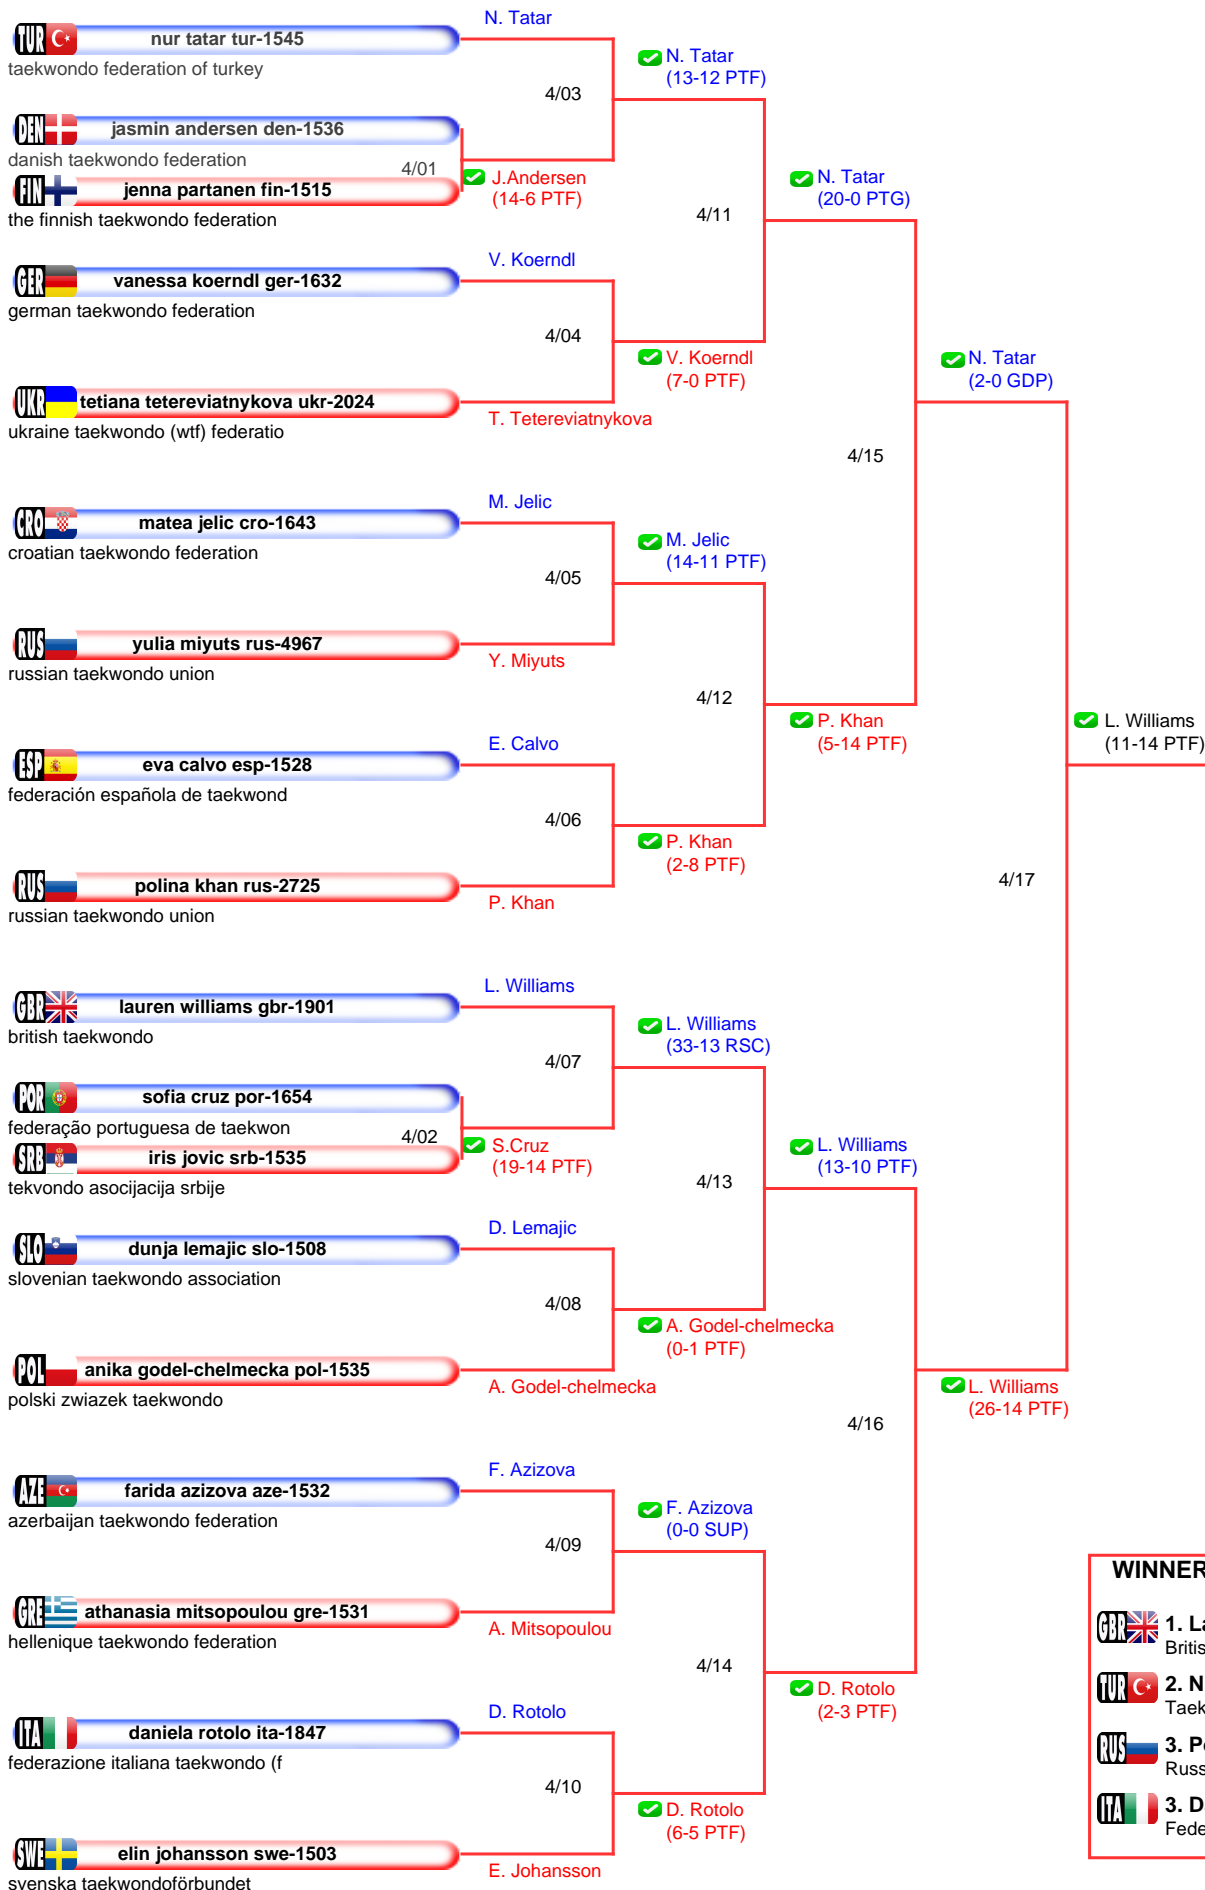 N. Tatar
TUR nur tatar tur-1545
taekwondo federation of turkey
N. Tatar
(13-12 PTF)
4/03
DEN jasmin andersen den-1536
danish taekwondo federation
4/01
J.Andersen
(14-6 PTF)
FIN jenna partanen fin-1515
the finnish taekwondo federation
N. Tatar
(20-0 PTG)
4/11
V. Koerndl
GER vanessa koerndl ger-1632
german taekwondo federation
4/04
V. Koerndl
(7-0 PTF)
N. Tatar
(2-0 GDP)
UKR tetiana tetereviatnykova ukr-2024
ukraine taekwondo (wtf) federatio
T. Tetereviatnykova
4/15
M. Jelic
CRO matea jelic cro-1643
croatian taekwondo federation
M. Jelic
(14-11 PTF)
4/05
RUS yulia miyuts rus-4967
russian taekwondo union
Y. Miyuts
4/12
P. Khan
(5-14 PTF)
L. Williams
(11-14 PTF)
E. Calvo
ESP eva calvo esp-1528
federación española de taekwond
4/06
P. Khan
(2-8 PTF)
RUS polina khan rus-2725
russian taekwondo union
P. Khan
4/17
L. Williams
GBR lauren williams gbr-1901
british taekwondo
L. Williams
(33-13 RSC)
4/07
POR sofia cruz por-1654
federação portuguesa de taekwon
4/02
S.Cruz
(19-14 PTF)
SRB iris jovic srb-1535
tekvondo asocijacija srbije
L. Williams
(13-10 PTF)
4/13
D. Lemajic
SLO dunja lemajic slo-1508
slovenian taekwondo association
4/08
A. Godel-chelmecka
(0-1 PTF)
POL anika godel-chelmecka pol-1535
polski zwiazek taekwondo
A. Godel-chelmecka
L. Williams
(26-14 PTF)
4/16
F. Azizova
AZE farida azizova aze-1532
azerbaijan taekwondo federation
F. Azizova
(0-0 SUP)
4/09
GRE athanasia mitsopoulou gre-1531
hellenique taekwondo federation
A. Mitsopoulou
4/14
D. Rotolo
(2-3 PTF)
D. Rotolo
ITA daniela rotolo ita-1847
federazione italiana taekwondo (f
4/10
D. Rotolo
(6-5 PTF)
SWE elin johansson swe-1503
svenska taekwondoförbundet
E. Johansson
WINNER
GBR 1. La
Britis
TUR 2. N
Taek
RUS 3. Po
Russ
ITA 3. D
Fede